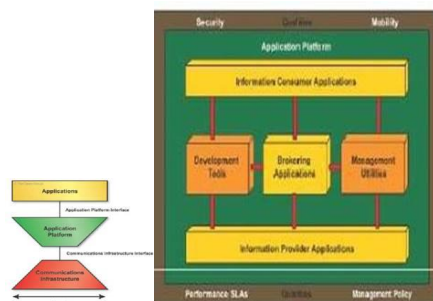 Applications
Application Platform Interface
Application
Platform
Communications Infrastructure Interface
Communications
Infrastructure
Security
Mobility
Application Platform
Information Consumer Applications
Development
Tools
Brokering
Applications
Management
Utilities
Information Provider Applications
Performance SLAs
Management Policy